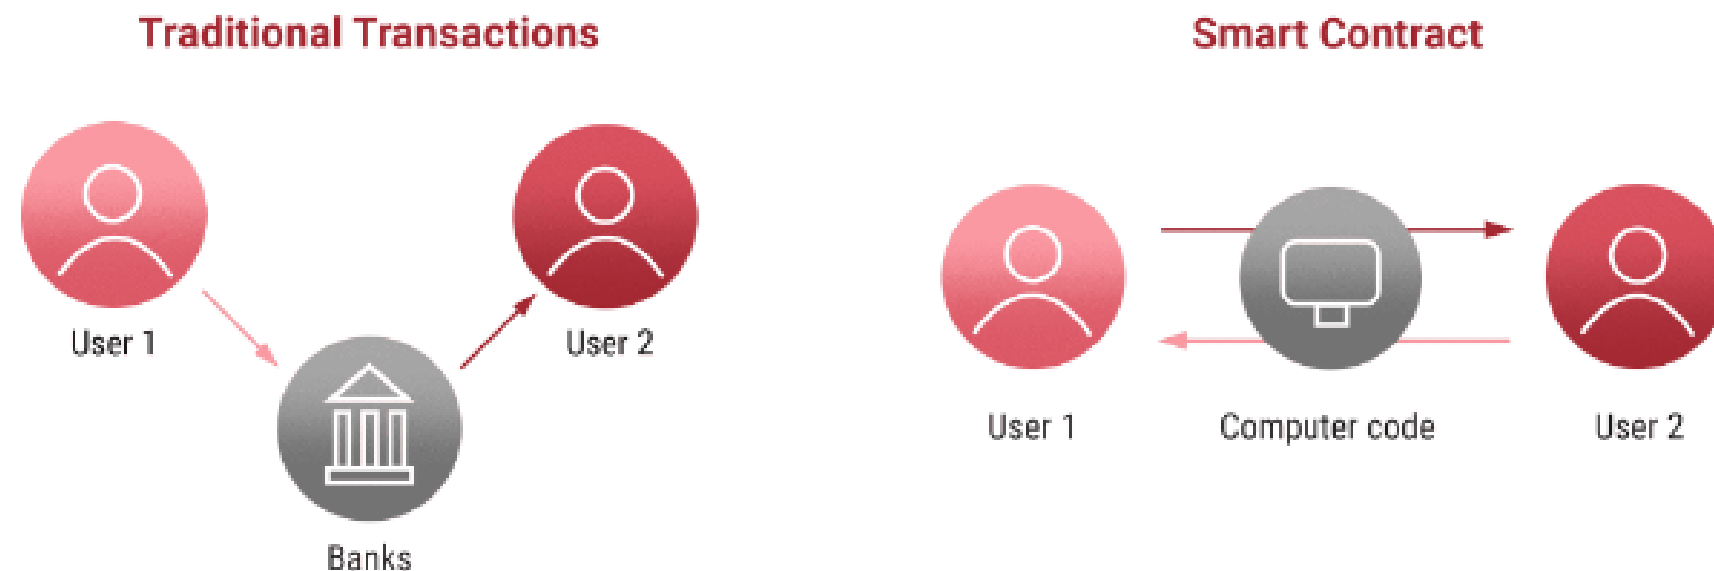 Traditional Transactions
User 1
User 2
Banks
Smart Contract
User 1
Computer code
User 2